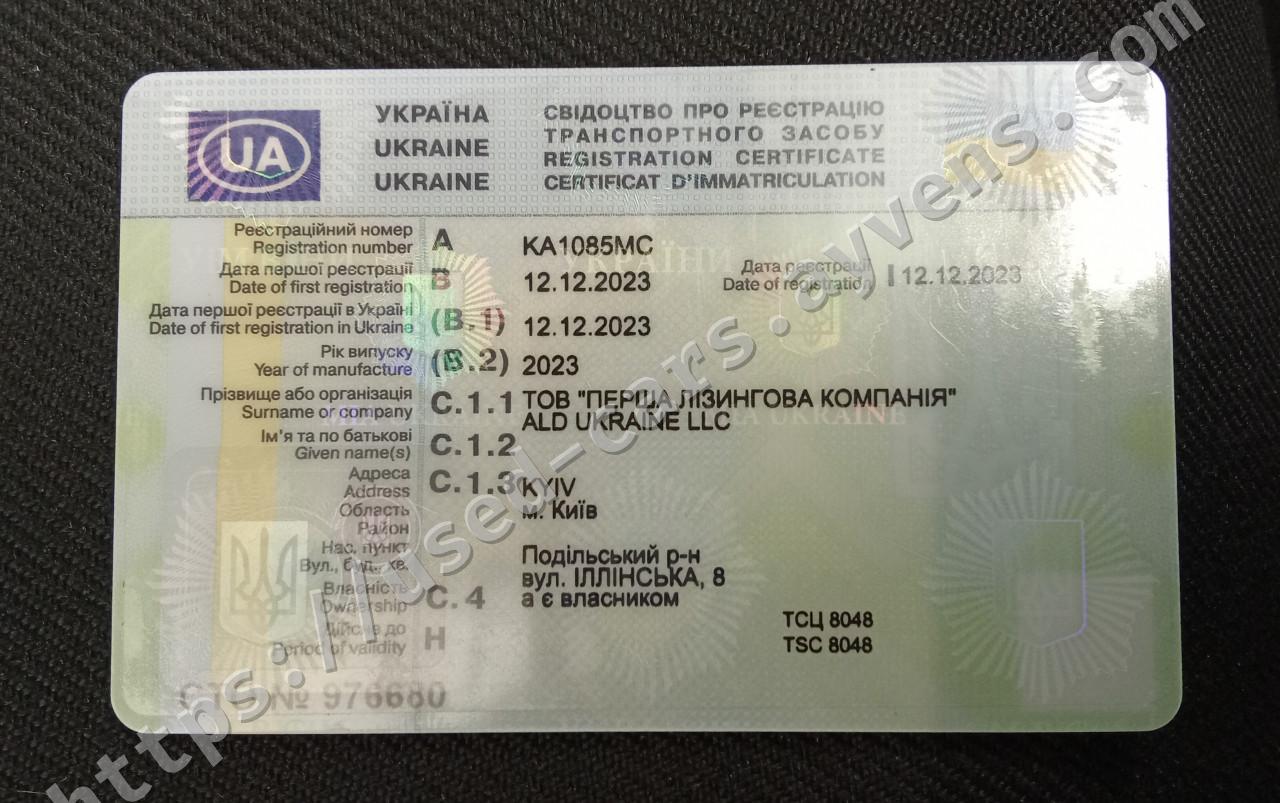 UA
УКРАЇНА
UKRAINE
UKRAINE
СВІДОЦТВО ПРО РЕЄСТРАЦІЮ
ТРАНСПОРТНОГО ЗАСОБУ
REGISTRATION CERTIFICATE
CERTIFICAT D'IMMATRICULATION
Реєстраційний номер
Registration number A KA1085MC
Дата першої реєстрації
Date of first registration B 12.12.2023
Дата реєстрації
Date of registration I 12.12.2023
Дата першої реєстрації в Україні
Date of first registration in Ukraine (B.1) 12.12.2023
Рік випуску
Year of manufacture (B.2) 2023
Прізвище або організація
Surname or company C.1.1 ТОВ "ПЕРША ЛІЗИНГОВА КОМПАНІЯ"
ALD UKRAINE LLC
Ім'я та по батькові
Given name(s) C.1.2
Адреса
Address C.1.3 KYIV
Область м. Київ
Район
Нас. пункт Подільський р-н
Вул., буд., кв. вул. ІЛЛІНСЬКА, 8
Власність
Ownership C.4 а є власником
Дійсне до
Period of validity H
ТСЦ 8048
TSC 8048
№ 976680
https://used-cars.ayvens.com